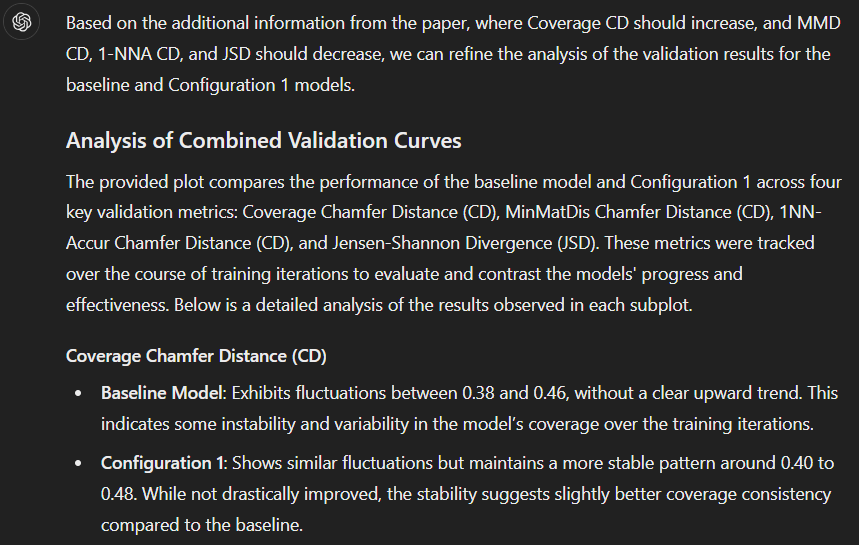 Based on the additional information from the paper, where Coverage CD should increase, and MMD
CD, 1-NNA CD, and JSD should decrease, we can refine the analysis of the validation results for the
baseline and Configuration 1 models.
Analysis of Combined Validation Curves
The provided plot compares the performance of the baseline model and Configuration 1 across four
key validation metrics: Coverage Chamfer Distance (CD), MinMatDis Chamfer Distance (CD), 1NN-
Accur Chamfer Distance (CD), and Jensen-Shannon Divergence (JSD). These metrics were tracked
over the course of training iterations to evaluate and contrast the models' progress and
effectiveness. Below is a detailed analysis of the results observed in each subplot.
Coverage Chamfer Distance (CD)
• Baseline Model: Exhibits fluctuations between 0.38 and 0.46, without a clear upward trend. This
indicates some instability and variability in the model’s coverage over the training iterations.
• Configuration 1: Shows similar fluctuations but maintains a more stable pattern around 0.40 to
0.48. While not drastically improved, the stability suggests slightly better coverage consistency
compared to the baseline.